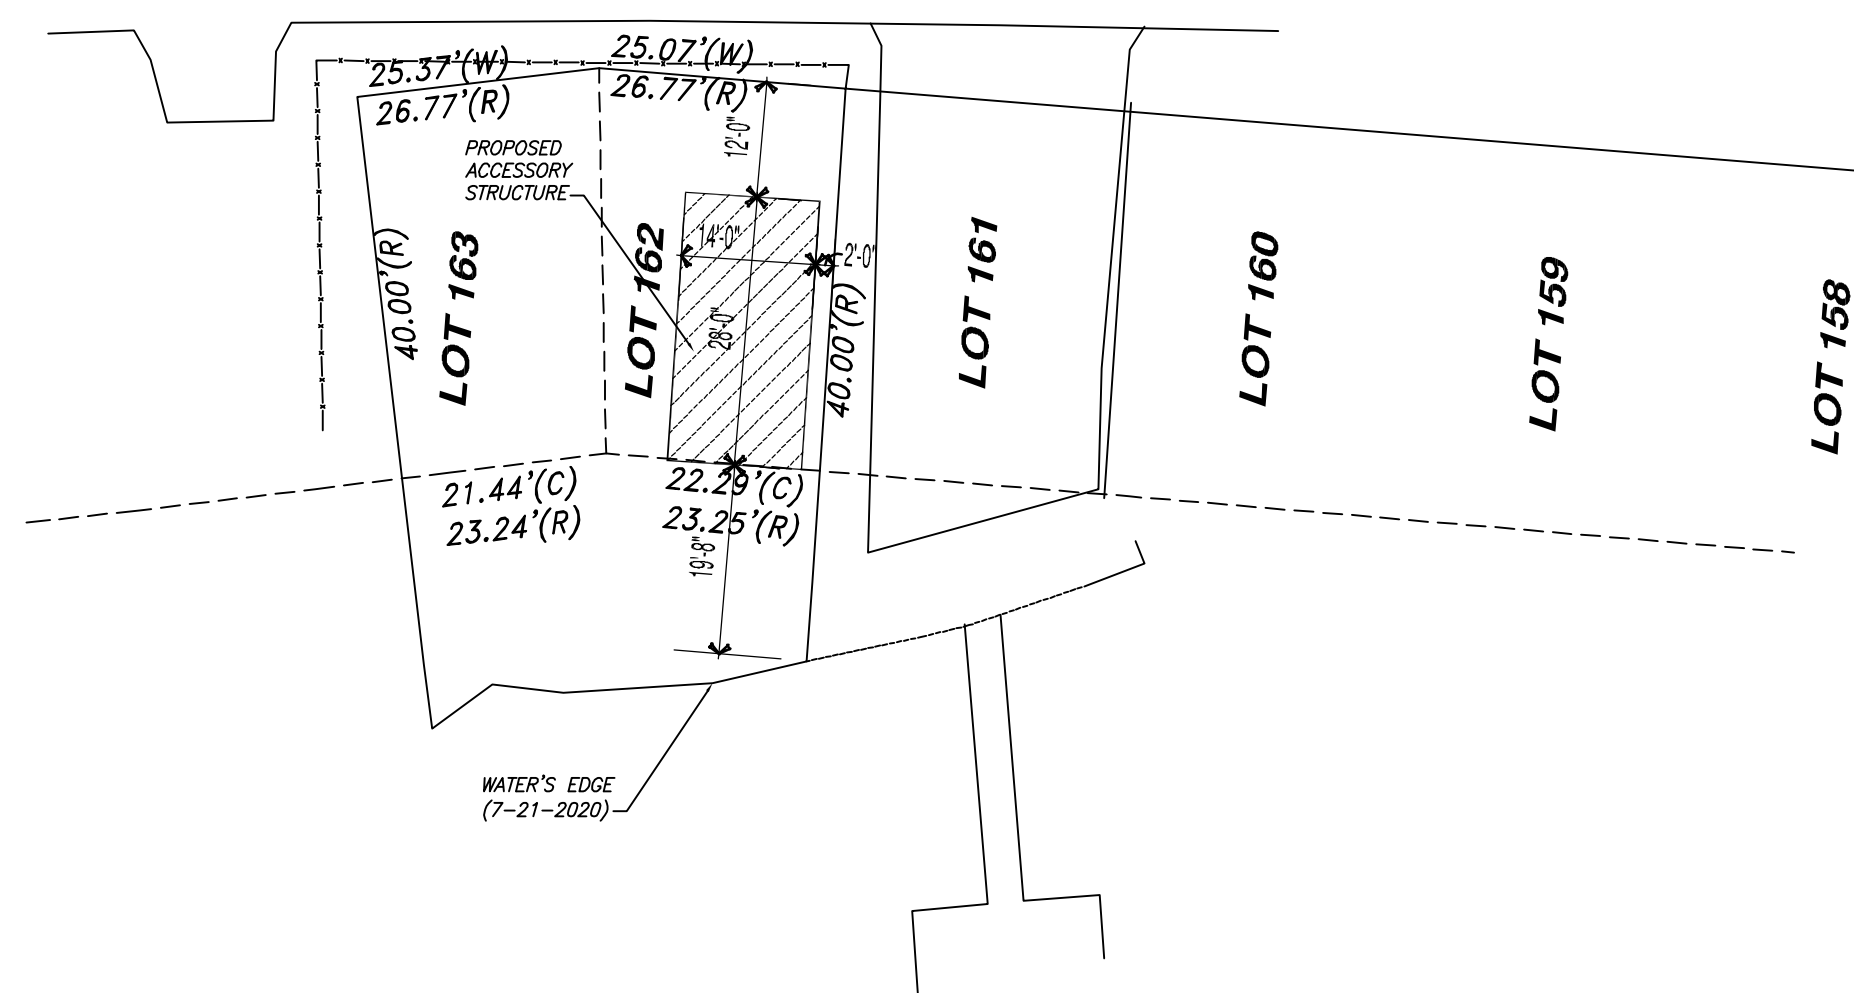 25.37'(W)
26.77'(R)
25.07'(W)
26.77'(R)
12'-0"
PROPOSED
ACCESSORY
STRUCTURE
40.00'(R)
LOT 163
LOT 162
14'-0"
28'-0"
2'-0"
40.00'(R)
LOT 161
LOT 160
LOT 159
LOT 158
21.44'(C)
23.24'(R)
22.29'(C)
23.25'(R)
19'-8"
WATER'S EDGE
(7-21-2020)